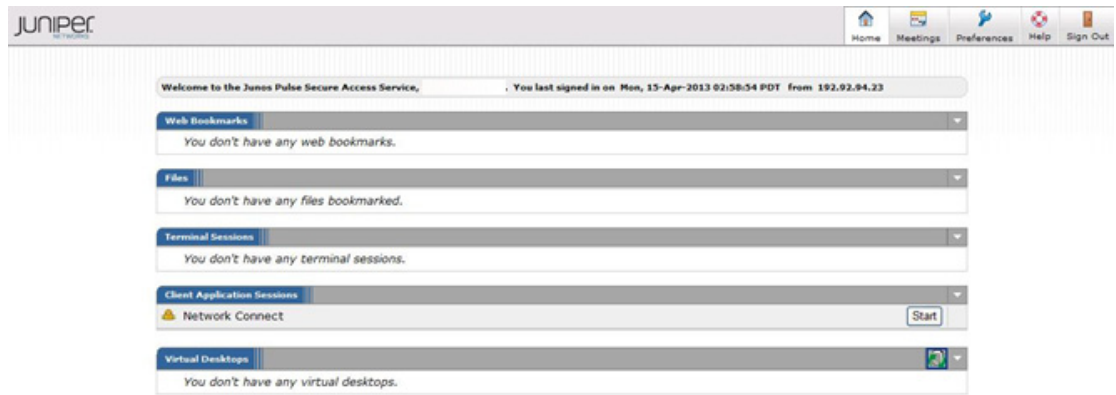 JUNIPER
NETWORKS
Home Meetings Preferences Help Sign Out
Welcome to the Junos Pulse Secure Access Service, . You last signed in on Mon, 15-Apr-2013 02:58:54 PDT from 192.92.94.23
Web Bookmarks
You don't have any web bookmarks.
Files
You don't have any files bookmarked.
Terminal Sessions
You don't have any terminal sessions.
Client Application Sessions
Network Connect Start
Virtual Desktops
You don't have any virtual desktops.